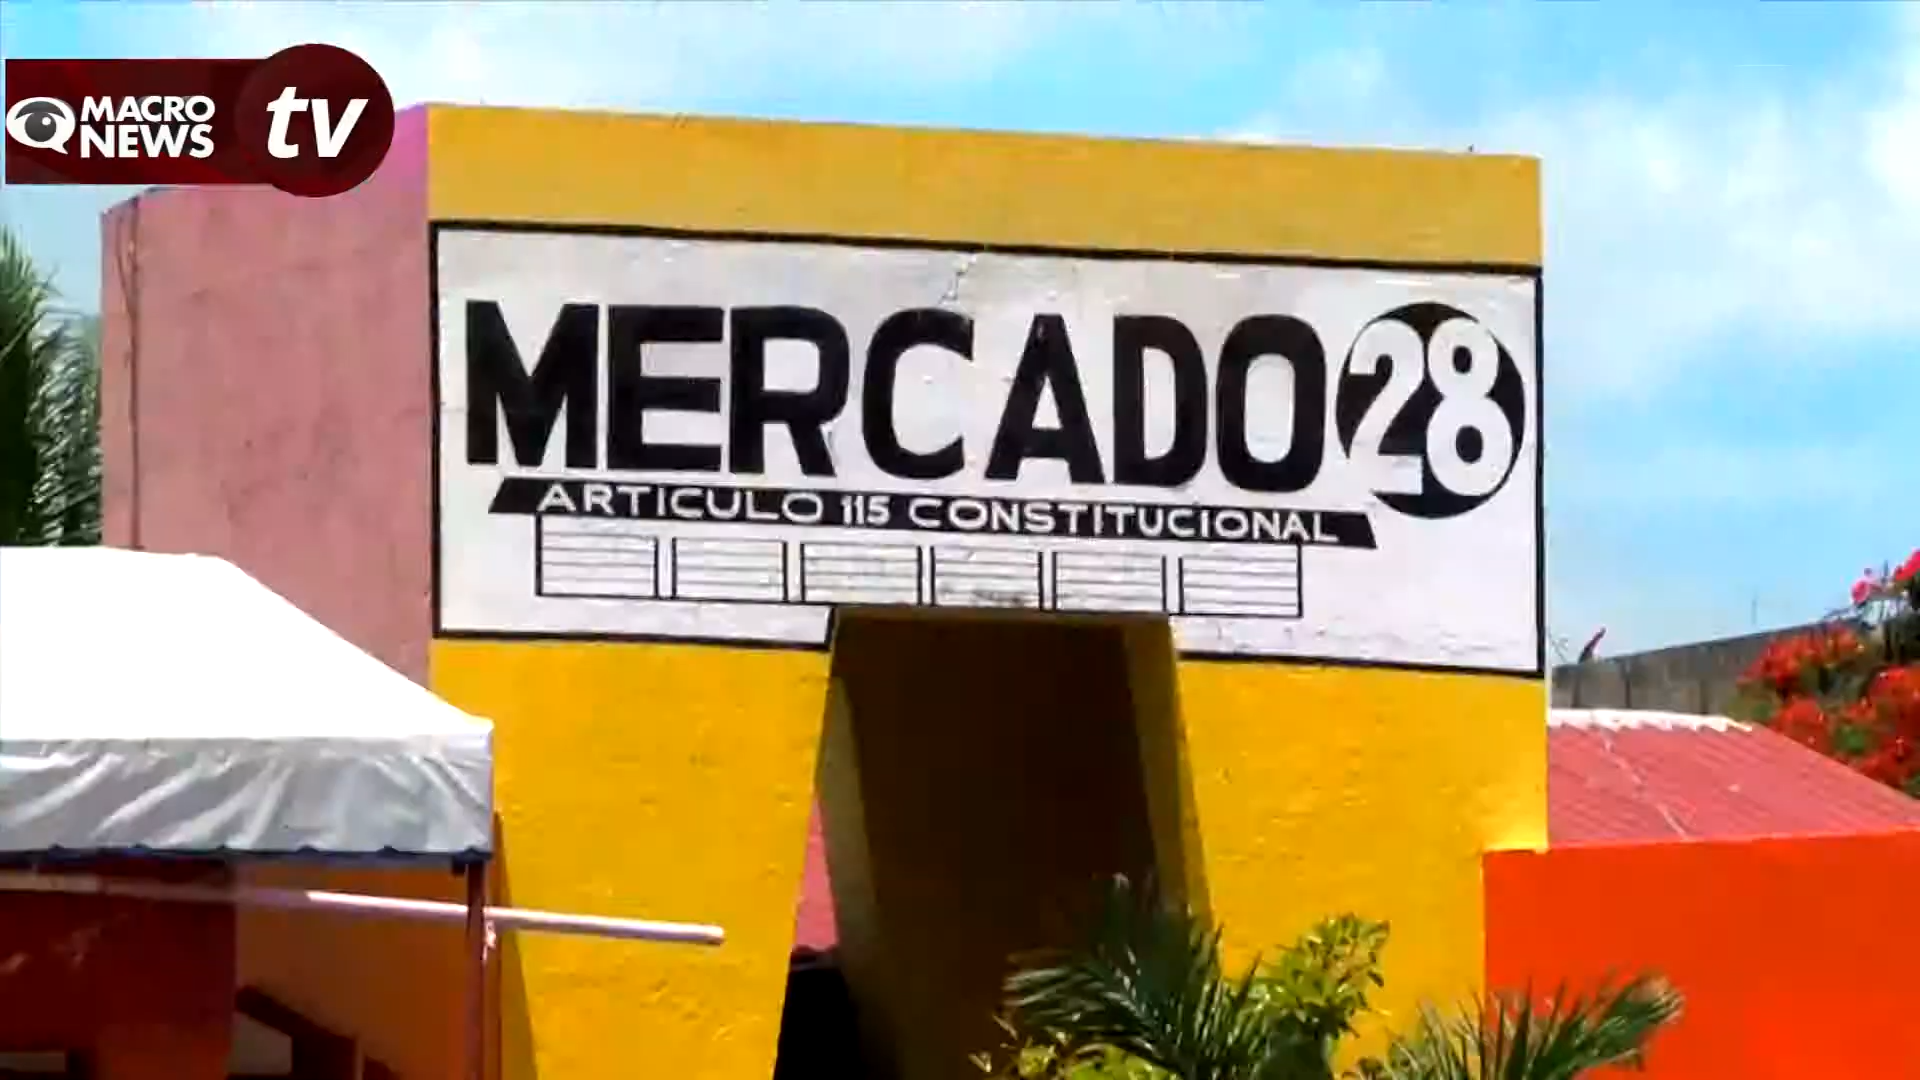 MACRO
NEWS
tv
MERCADO 28
ARTICULO 115 CONSTITUCIONAL